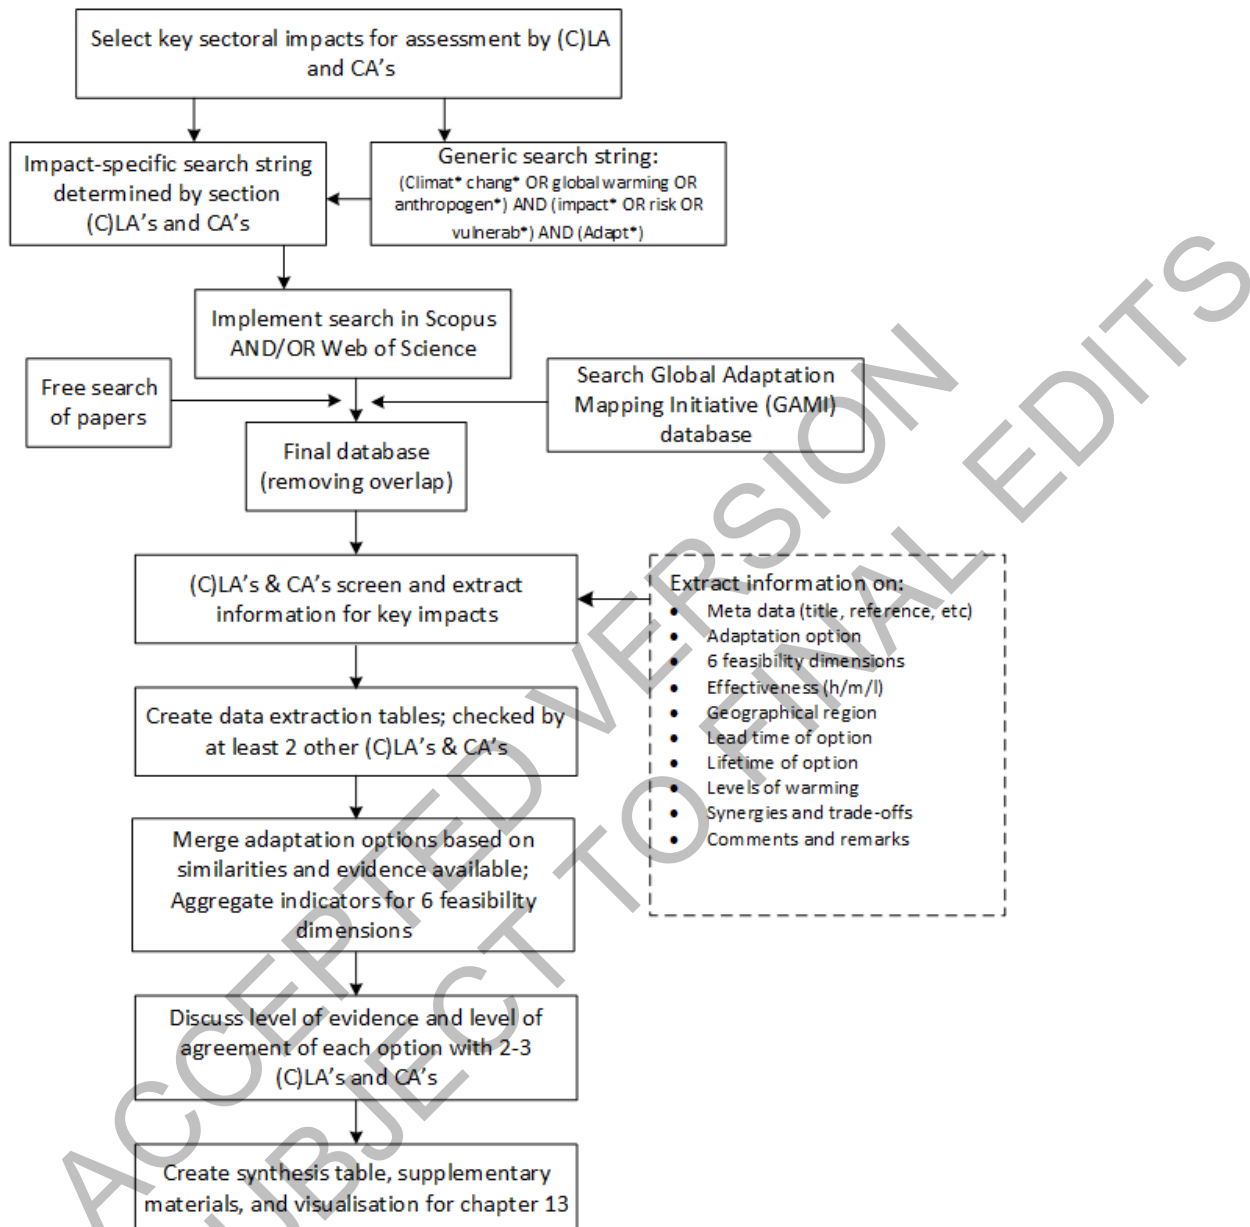 Select key sectoral impacts for assessment by (C)LA
and CA's
Impact-specific search string
determined by section
(C)LA's and CA's
Generic search string:
(Climat* chang* OR global warming OR
anthropogen*) AND (impact* OR risk OR
vulnerab*) AND (Adapt*)
Implement search in Scopus
AND/OR Web of Science
Free search
of papers
Search Global Adaptation
Mapping Initiative (GAMI)
database
Final database
(removing overlap)
(C)LA's & CA's screen and extract
information for key impacts
Extract information on:
• Meta data (title, reference, etc)
• Adaptation option
• 6 feasibility dimensions
• Effectiveness (h/m/l)
• Geographical region
• Lead time of option
• Lifetime of option
• Levels of warming
• Synergies and trade-offs
• Comments and remarks
Create data extraction tables; checked by
at least 2 other (C)LA's & CA's
Merge adaptation options based on
similarities and evidence available;
Aggregate indicators for 6 feasibility
dimensions
Discuss level of evidence and level of
agreement of each option with 2-3
(C)LA's and CA's
Create synthesis table, supplementary
materials, and visualisation for chapter 13
ACCEPTED VERSION
SUBJECT TO FINAL EDITS